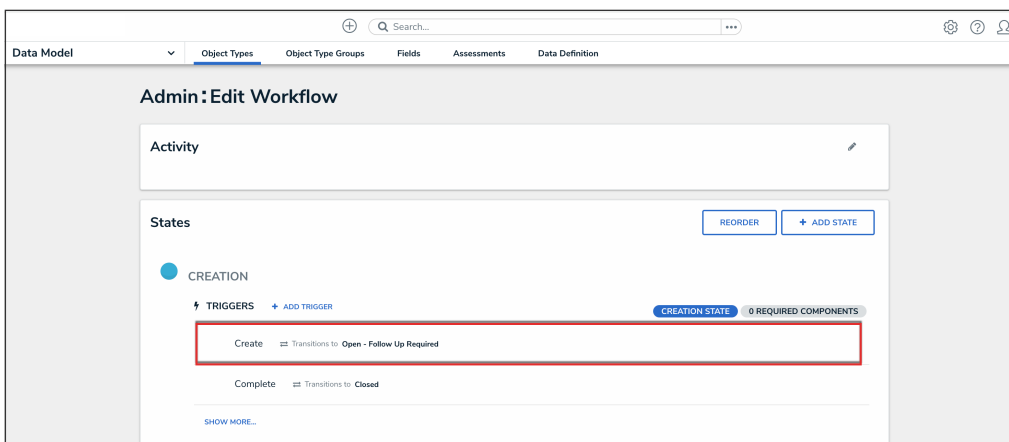 Search...
Data Model
Object Types
Object Type Groups
Fields
Assessments
Data Definition
Admin:Edit Workflow
Activity
States
REORDER
+ ADD STATE
CREATION
TRIGGERS + ADD TRIGGER
CREATION STATE
0 REQUIRED COMPONENTS
Create Transitions to Open - Follow Up Required
Complete Transitions to Closed
SHOW MORE...